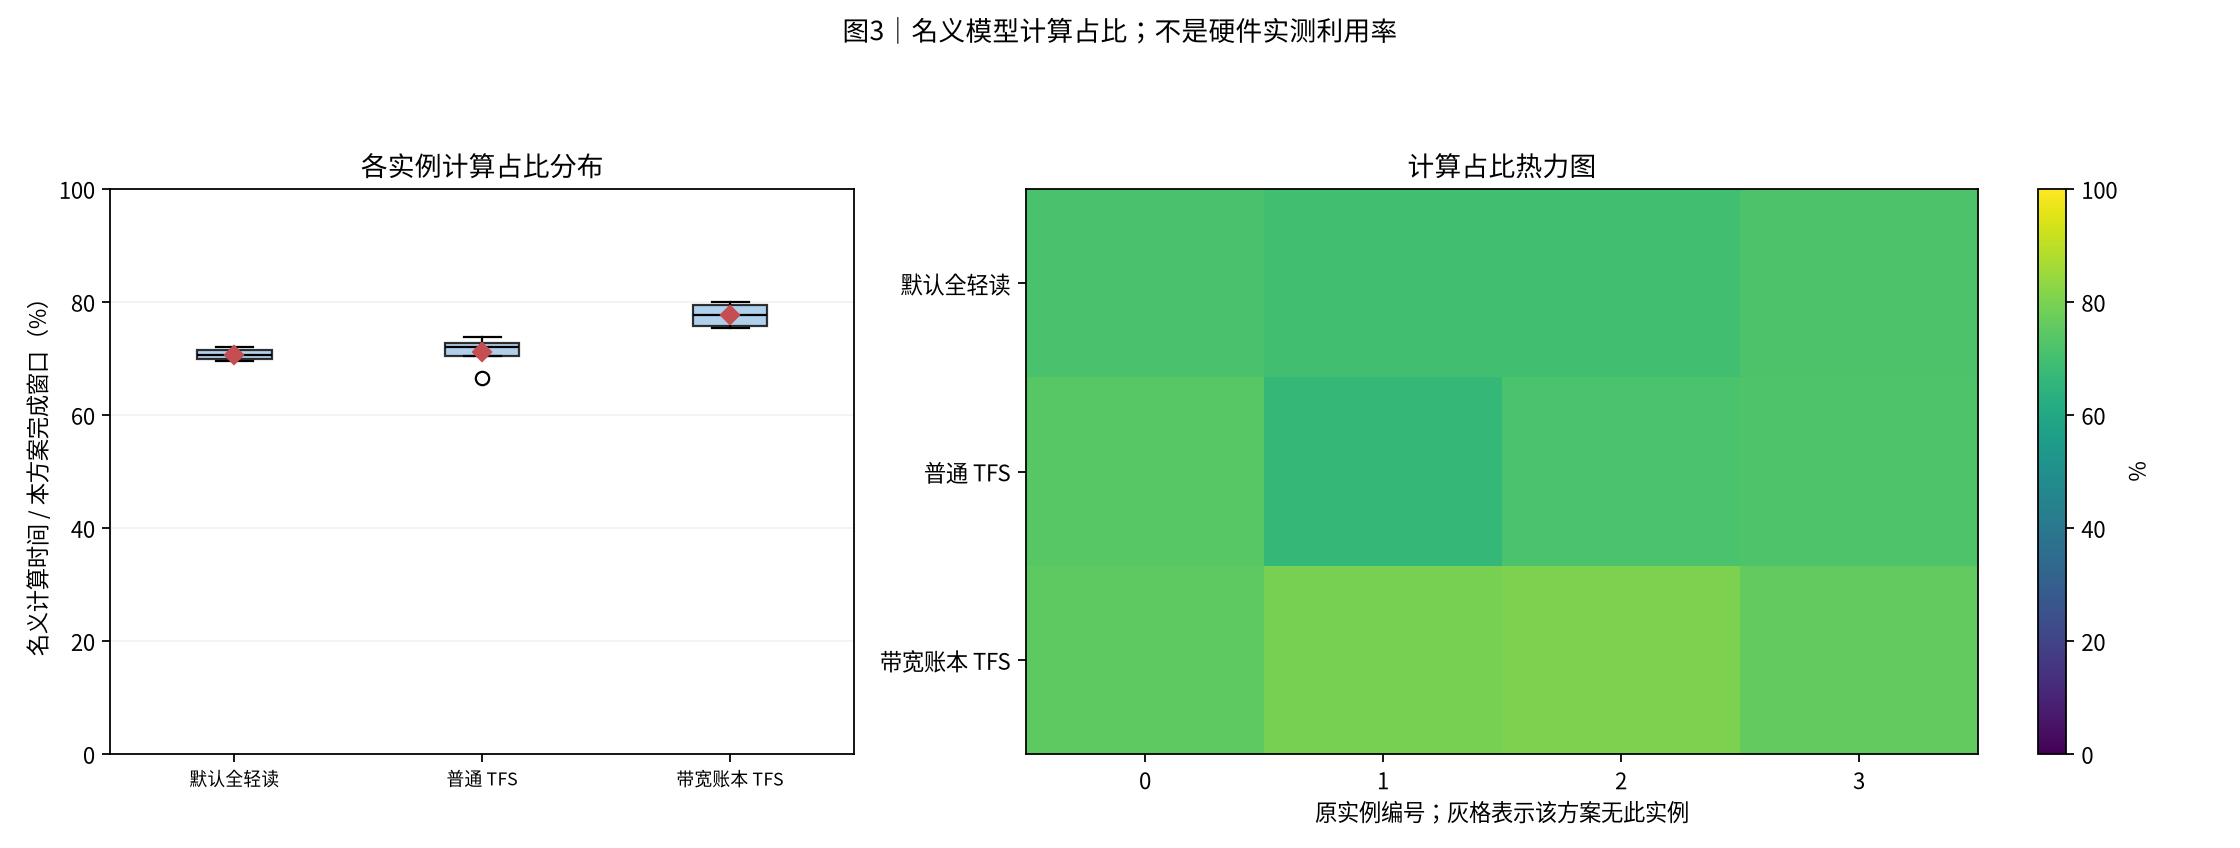 图3｜名义模型计算占比；不是硬件实测利用率
各实例计算占比分布
名义计算时间 / 本方案完成窗口（%）
100
80
60
40
20
0
默认全轻读
普通 TFS
带宽账本 TFS
计算占比热力图
默认全轻读
普通 TFS
带宽账本 TFS
0
1
2
3
原实例编号；灰格表示该方案无此实例
100
80
60
40
20
0
%